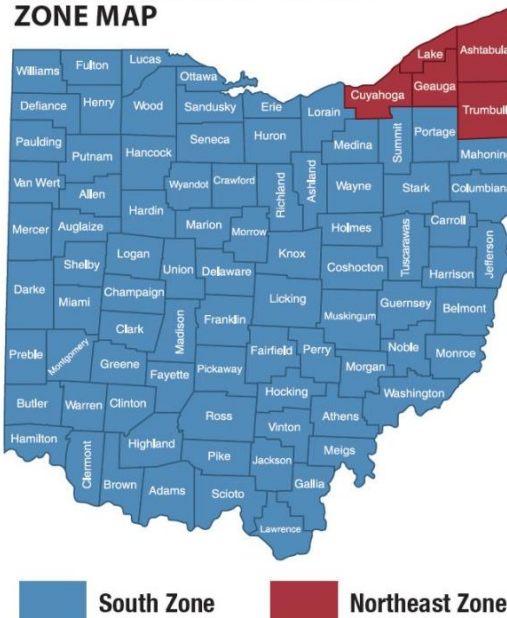 ZONE MAP
Williams
Fulton
Lucas
Ottawa
Lake
Ashtabula
Geauga
Cuyahoga
Trumbull
Defiance
Henry
Wood
Sandusky
Erie
Lorain
Medina
Summit
Portage
Mahoning
Paulding
Putnam
Hancock
Seneca
Huron
Van Wert
Allen
Wyandot
Crawford
Richland
Ashland
Wayne
Stark
Columbiana
Mercer
Auglaize
Hardin
Marion
Morrow
Holmes
Tuscarawas
Carroll
Jefferson
Shelby
Logan
Union
Delaware
Knox
Coshocton
Harrison
Darke
Miami
Champaign
Licking
Muskingum
Guernsey
Belmont
Clark
Madison
Franklin
Preble
Montgomery
Greene
Fayette
Pickaway
Fairfield
Perry
Morgan
Noble
Monroe
Butler
Warren
Clinton
Ross
Hocking
Athens
Washington
Hamilton
Clermont
Highland
Vinton
Meigs
Brown
Adams
Pike
Jackson
Scioto
Gallia
Lawrence
South Zone
Northeast Zone